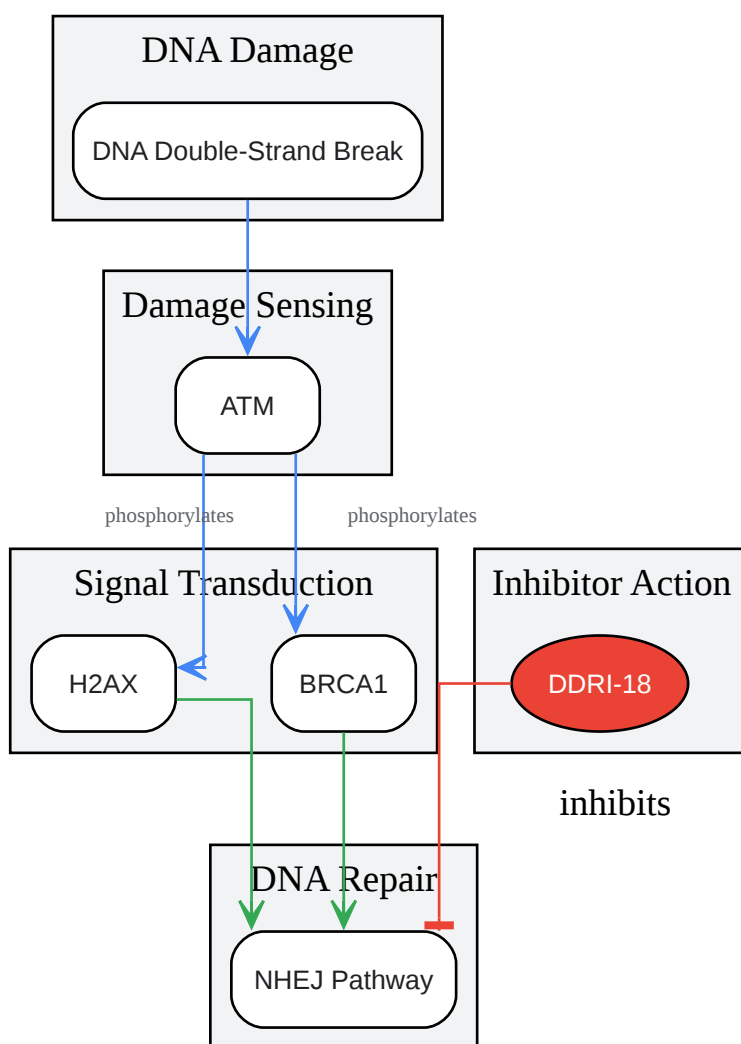 DNA Damage
DNA Double-Strand Break
Damage Sensing
ATM
phosphorylates
phosphorylates
Signal Transduction
Inhibitor Action
H2AX
BRCA1
DDRI-18
inhibits
DNA Repair
NHEJ Pathway